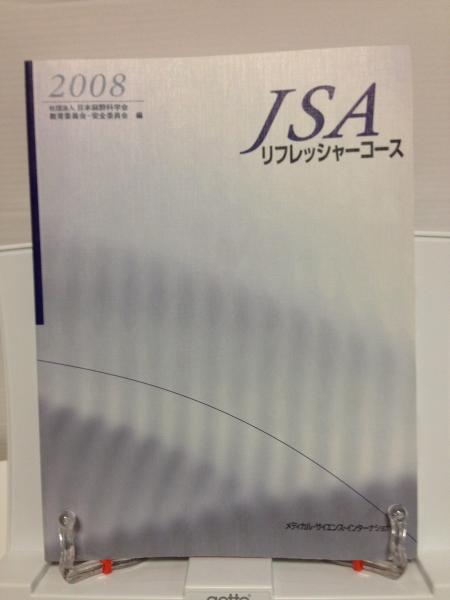 2008
社団法人 日本麻酔科学会
教育委員会・安全委員会 編
JSA
リフレッシャーコース
メディカル・サイエンス・インターナショナル
gette